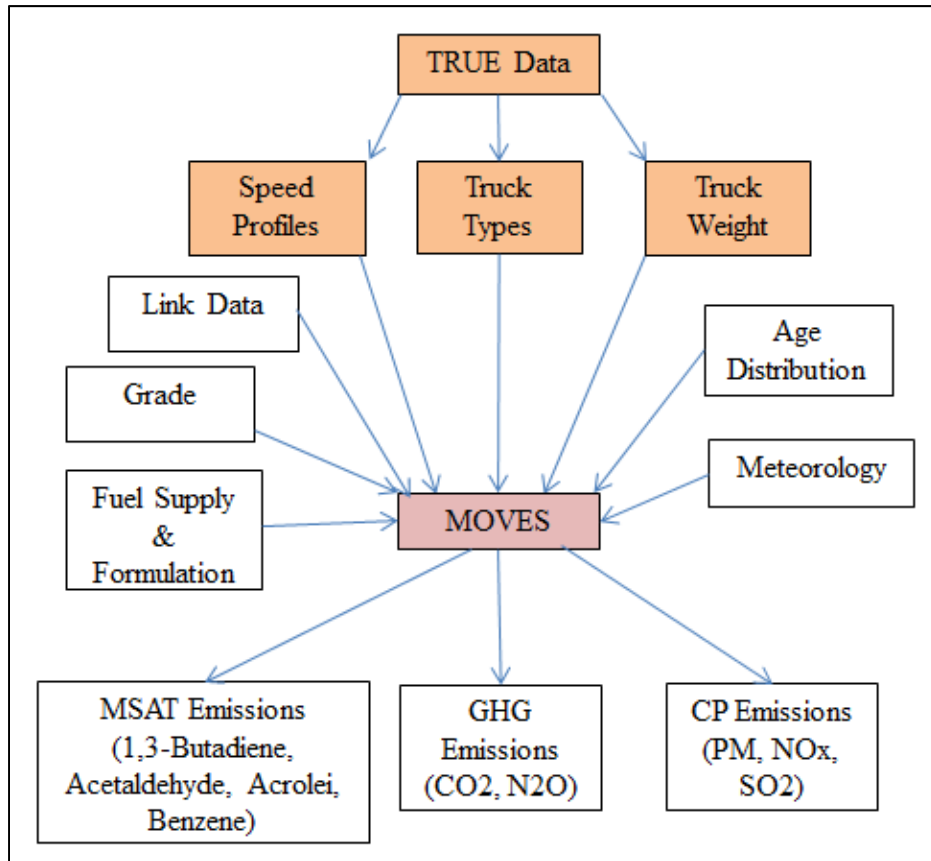 TRUE Data
Speed
Profiles
Truck
Types
Truck
Weight
Link Data
Age
Distribution
Grade
Meteorology
Fuel Supply
&
Formulation
MOVES
MSAT Emissions
(1,3-Butadiene,
Acetaldehyde, Acrolei,
Benzene)
GHG
Emissions
(CO2, N2O)
CP Emissions
(PM, NOx,
SO2)